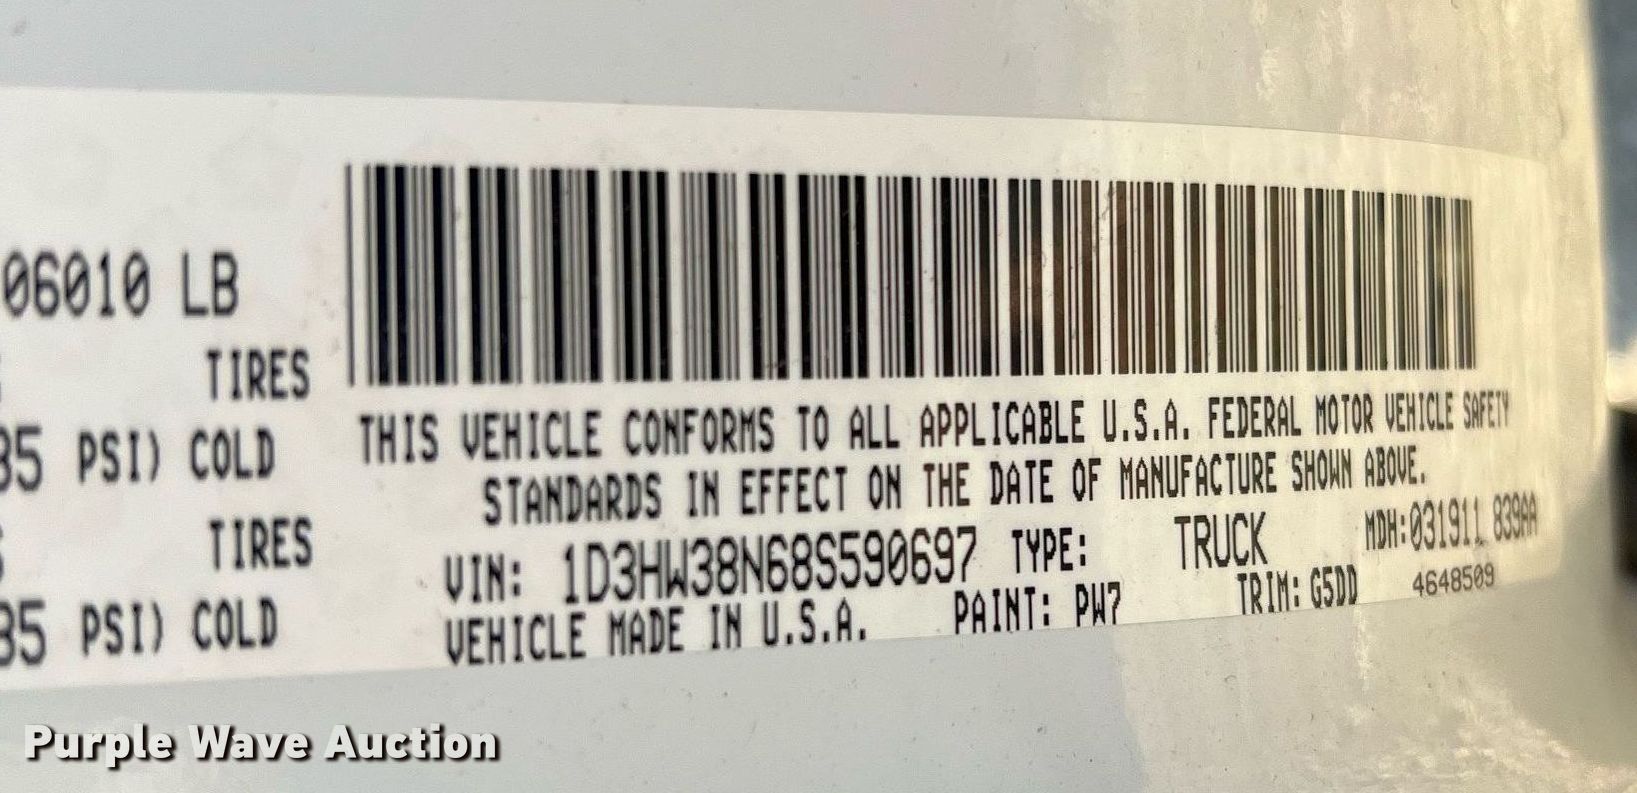 06010 LB
TIRES
35 PSI) COLD
TIRES
35 PSI) COLD
THIS VEHICLE CONFORMS TO ALL APPLICABLE U.S.A. FEDERAL MOTOR VEHICLE SAFETY
STANDARDS IN EFFECT ON THE DATE OF MANUFACTURE SHOWN ABOVE.
VIN: 1D3HW38N68S590697 TYPE: TRUCK MDH:031911 839AA
VEHICLE MADE IN U.S.A. PAINT: PW7 TRIM: G5DD 4648509
Purple Wave Auction